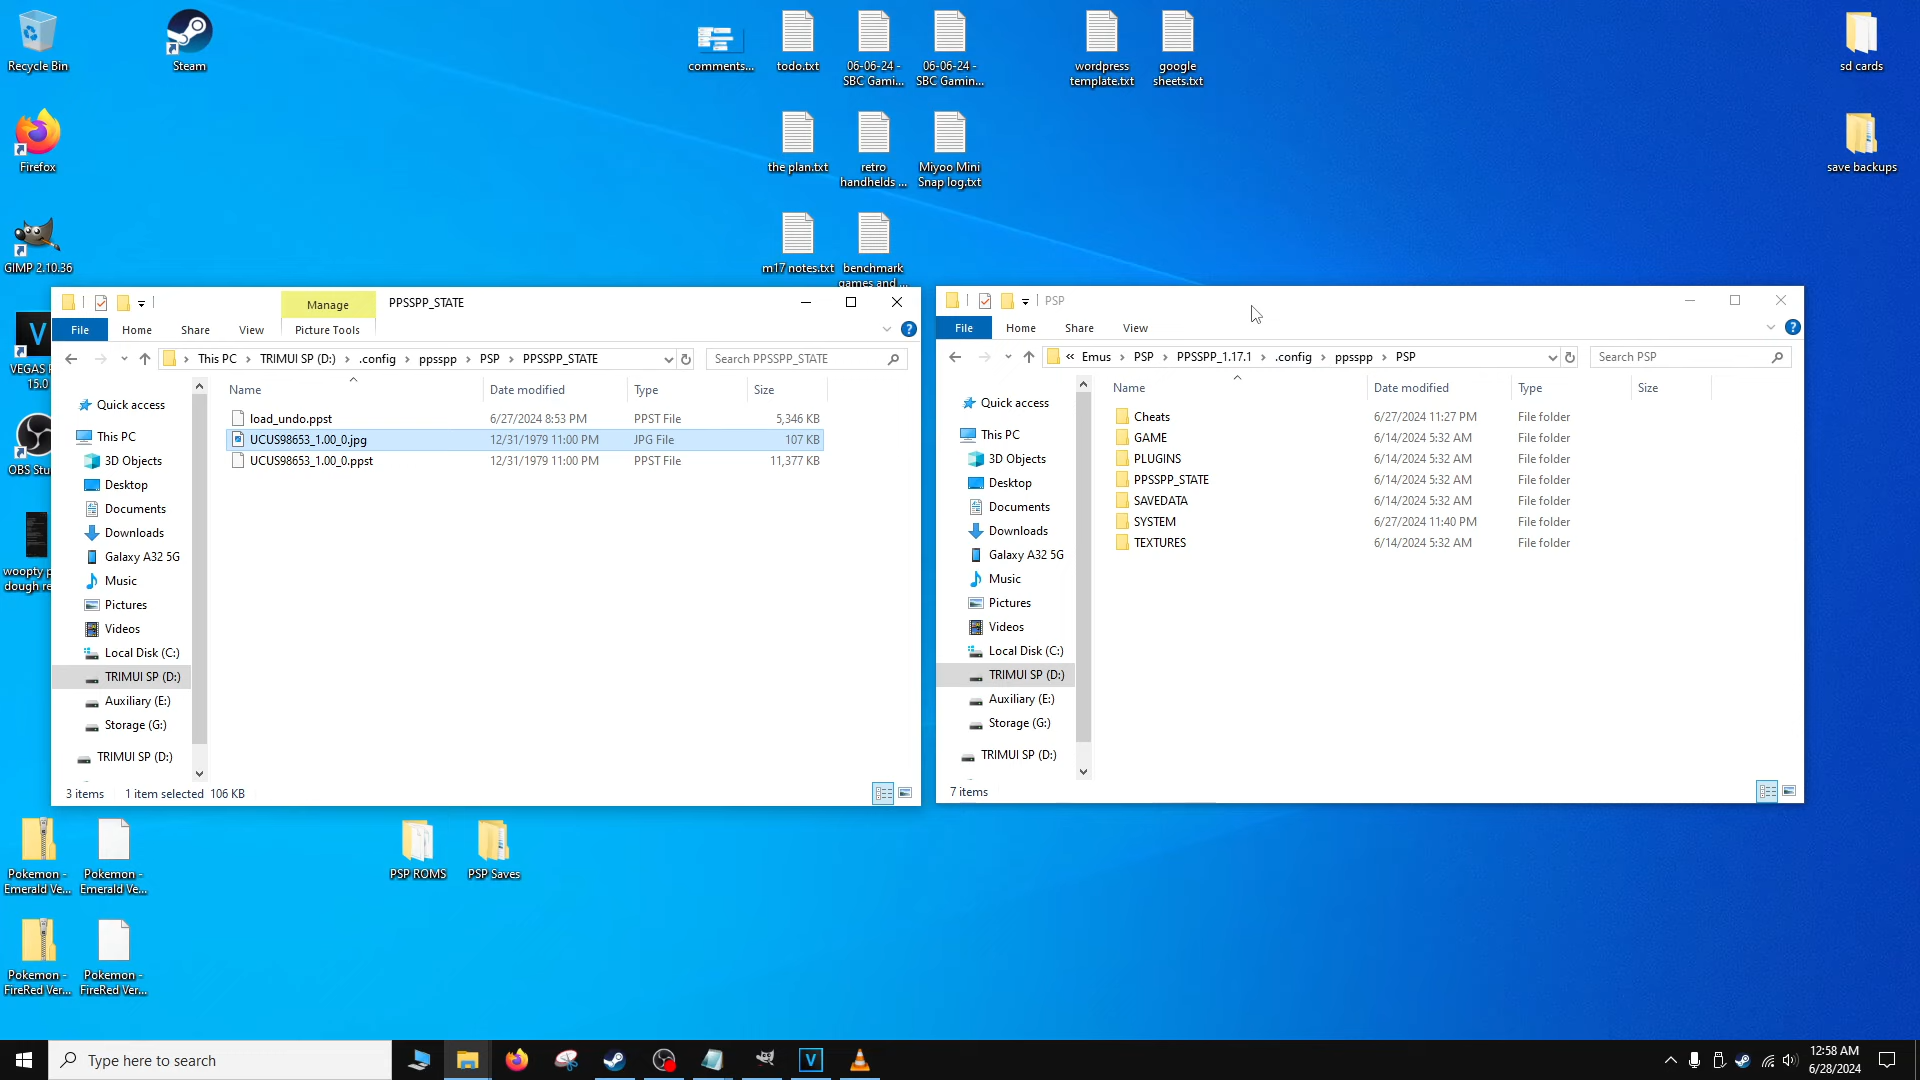 Recycle Bin
Steam
comments...
todo.txt
06-06-24 -
SBC Gami...
06-06-24 -
SBC Gamin...
wordpress
template.txt
google
sheets.txt
sd cards
Firefox
the plan.txt
retro
handhelds ...
Miyoo Mini
Snap log.txt
save backups
GIMP 2.10.36
m17 notes.txt
benchmark
games and...
VEGAS P
15.0
OBS Stu
woopty p
dough re
Manage
PPSSPP_STATE
File
Home
Share
View
Picture Tools
This PC
TRIMUI SP (D:)
.config
ppsspp
PSP
PPSSPP_STATE
Search PPSSPP_STATE
Name
Date modified
Type
Size
Quick access
This PC
3D Objects
Desktop
Documents
Downloads
Galaxy A32 5G
Music
Pictures
Videos
Local Disk (C:)
TRIMUI SP (D:)
Auxiliary (E:)
Storage (G:)
TRIMUI SP (D:)
load_undo.ppst 6/27/2024 8:53 PM PPST File 5,346 KB
UCUS98653_1.00_0.jpg 12/31/1979 11:00 PM JPG File 107 KB
UCUS98653_1.00_0.ppst 12/31/1979 11:00 PM PPST File 11,377 KB
3 items 1 item selected 106 KB
PSP
File
Home
Share
View
« Emus
PSP
PPSSPP_1.17.1
.config
ppsspp
PSP
Search PSP
Name
Date modified
Type
Size
Quick access
This PC
3D Objects
Desktop
Documents
Downloads
Galaxy A32 5G
Music
Pictures
Videos
Local Disk (C:)
TRIMUI SP (D:)
Auxiliary (E:)
Storage (G:)
TRIMUI SP (D:)
Cheats 6/27/2024 11:27 PM File folder
GAME 6/14/2024 5:32 AM File folder
PLUGINS 6/14/2024 5:32 AM File folder
PPSSPP_STATE 6/14/2024 5:32 AM File folder
SAVEDATA 6/14/2024 5:32 AM File folder
SYSTEM 6/27/2024 11:40 PM File folder
TEXTURES 6/14/2024 5:32 AM File folder
7 items
Pokemon -
Emerald Ve...
Pokemon -
Emerald Ve...
PSP ROMS
PSP Saves
Pokemon -
FireRed Ver...
Pokemon -
FireRed Ver...
Type here to search
V
12:58 AM
6/28/2024